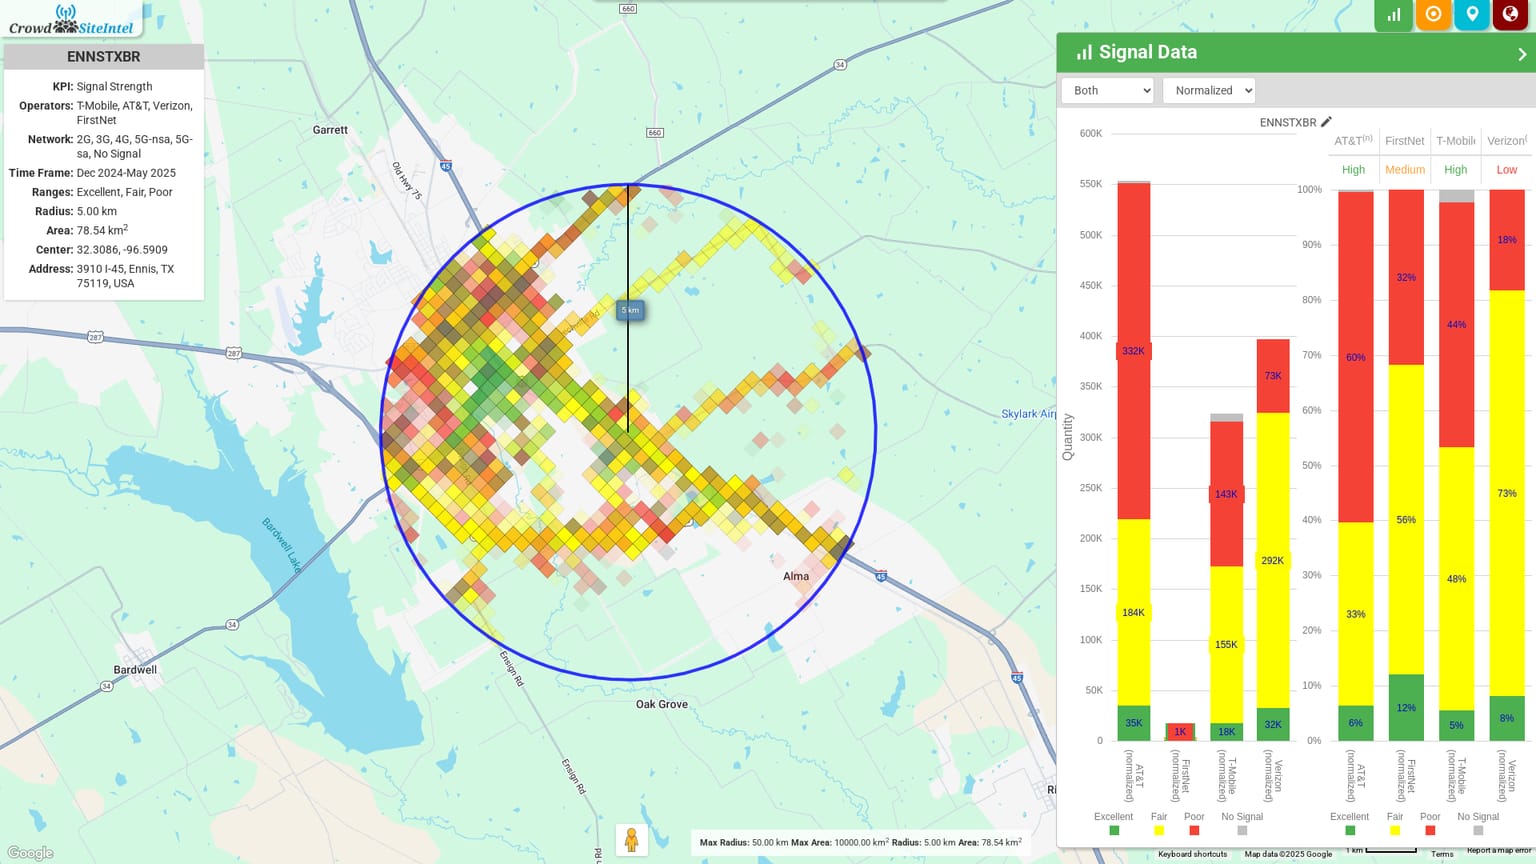 Crowd SiteIntel
ENNSTXBR
KPI: Signal Strength
Operators: T-Mobile, AT&T, Verizon,
FirstNet
Network: 2G, 3G, 4G, 5G-nsa, 5G-
sa, No Signal
Time Frame: Dec 2024-May 2025
Ranges: Excellent, Fair, Poor
Radius: 5.00 km
Area: 78.54 km²
Center: 32.3086, -96.5909
Address: 3910 I-45, Ennis, TX
75119, USA
660
34
Garrett
660
Old Hwy 75
45
5 km
287
287
Skylark Airp
Bardwell Lake
Alma
45
34
Bardwell
34
Ensign Rd
45
Oak Grove
Ensign Rd
Ri
Ensign Rd
Google
Max Radius: 50.00 km Max Area: 10000.00 km² Radius: 5.00 km Area: 78.54 km²
Keyboard shortcuts
Map data ©2025 Google
1 km
Terms
Report a map error
Signal Data
Both
Normalized
ENNSTXBR
600K
550K
500K
450K
400K
350K
300K
250K
200K
150K
100K
50K
0
Quantity
332K
184K
35K
1K
143K
155K
18K
73K
292K
32K
AT&T
(normalized)
FirstNet
(normalized)
T-Mobile
(normalized)
Verizon
(normalized)
Excellent
Fair
Poor
No Signal
AT&T(n)
FirstNet
T-Mobile
Verizon(
High
Medium
High
Low
100%
90%
80%
70%
60%
50%
40%
30%
20%
10%
0%
60%
33%
6%
32%
56%
12%
44%
48%
5%
18%
73%
8%
AT&T
(normalized)
FirstNet
(normalized)
T-Mobile
(normalized)
Verizon
(normalized)
Excellent
Fair
Poor
No Signal